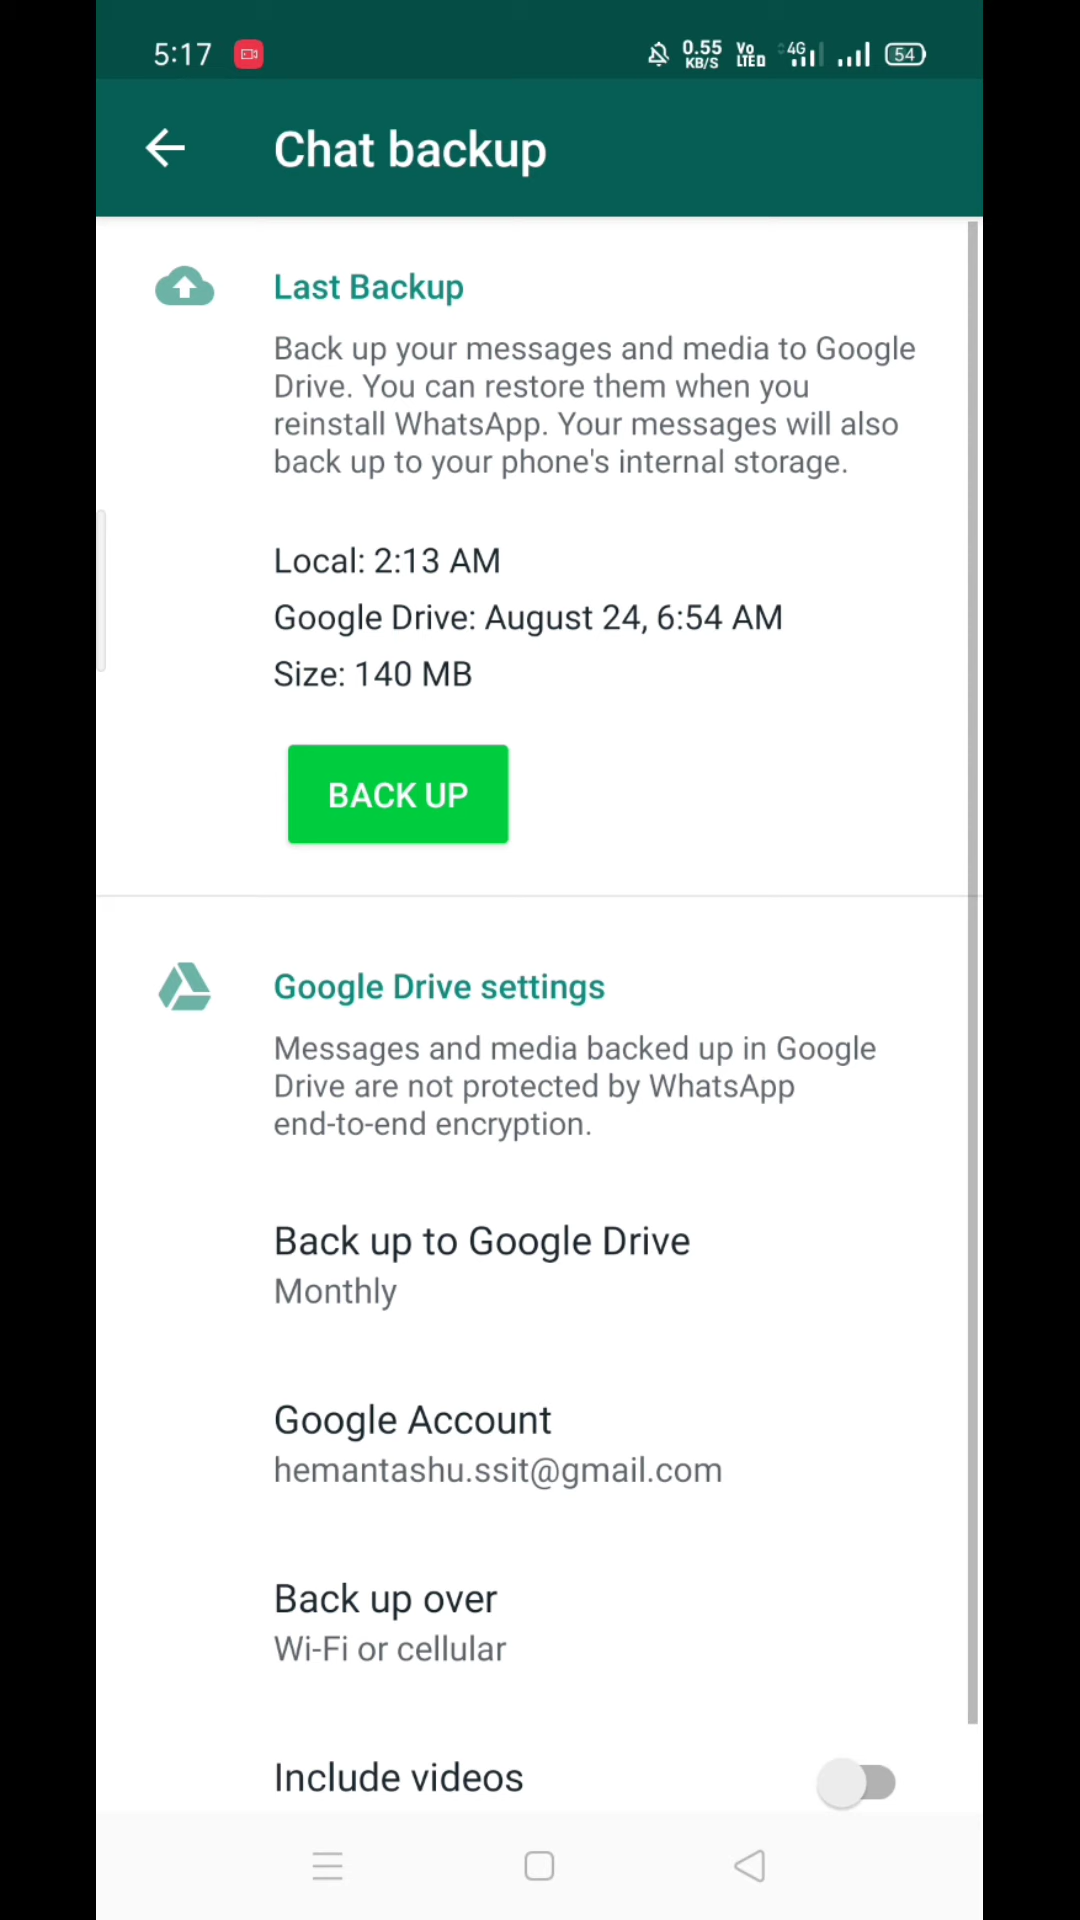 5:17
0.55
KB/S
Vo
LTED
4G
54
Chat backup
Last Backup
Back up your messages and media to Google
Drive. You can restore them when you
reinstall WhatsApp. Your messages will also
back up to your phone's internal storage.
Local: 2:13 AM
Google Drive: August 24, 6:54 AM
Size: 140 MB
BACK UP
Google Drive settings
Messages and media backed up in Google
Drive are not protected by WhatsApp
end-to-end encryption.
Back up to Google Drive
Monthly
Google Account
hemantashu.ssit@gmail.com
Back up over
Wi-Fi or cellular
Include videos